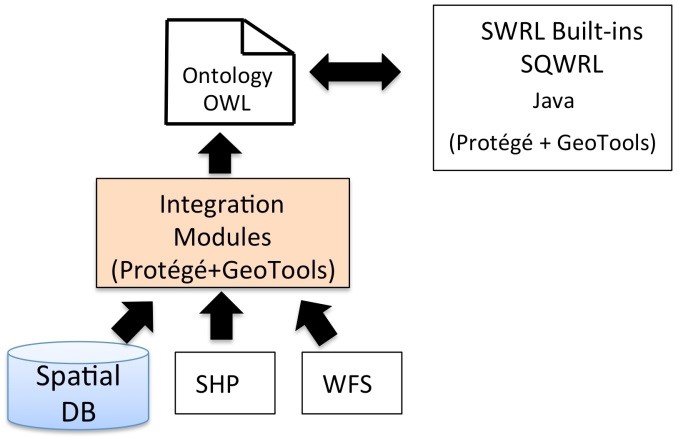 Ontology
OWL
SWRL Built-ins
SQWRL
Java
(Protégé + GeoTools)
Integration
Modules
(Protégé+GeoTools)
Spatial
DB
SHP
WFS